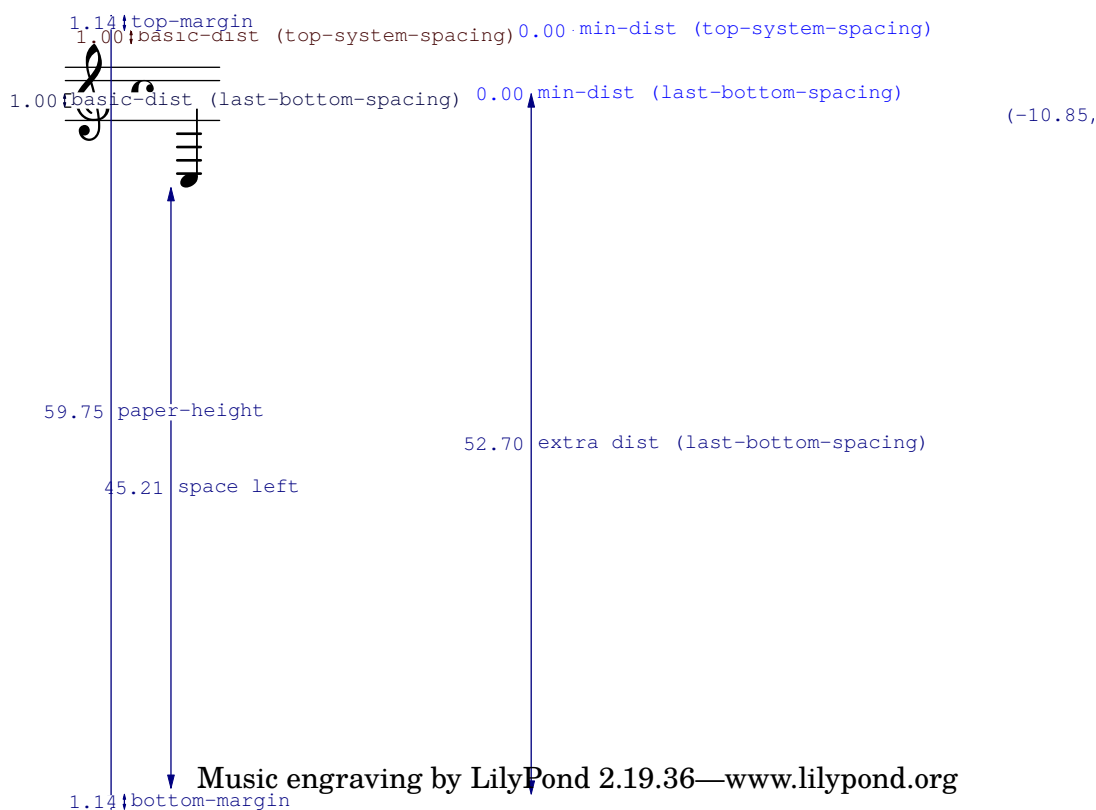 1.14 top-margin
1.00 basic-dist (top-system-spacing) 0.00 min-dist (top-system-spacing)
1.00 basic-dist (last-bottom-spacing) 0.00 min-dist (last-bottom-spacing)
(-10.85,
59.75 paper-height
52.70 extra dist (last-bottom-spacing)
45.21 space left
Music engraving by LilyPond 2.19.36—www.lilypond.org
1.14 bottom-margin